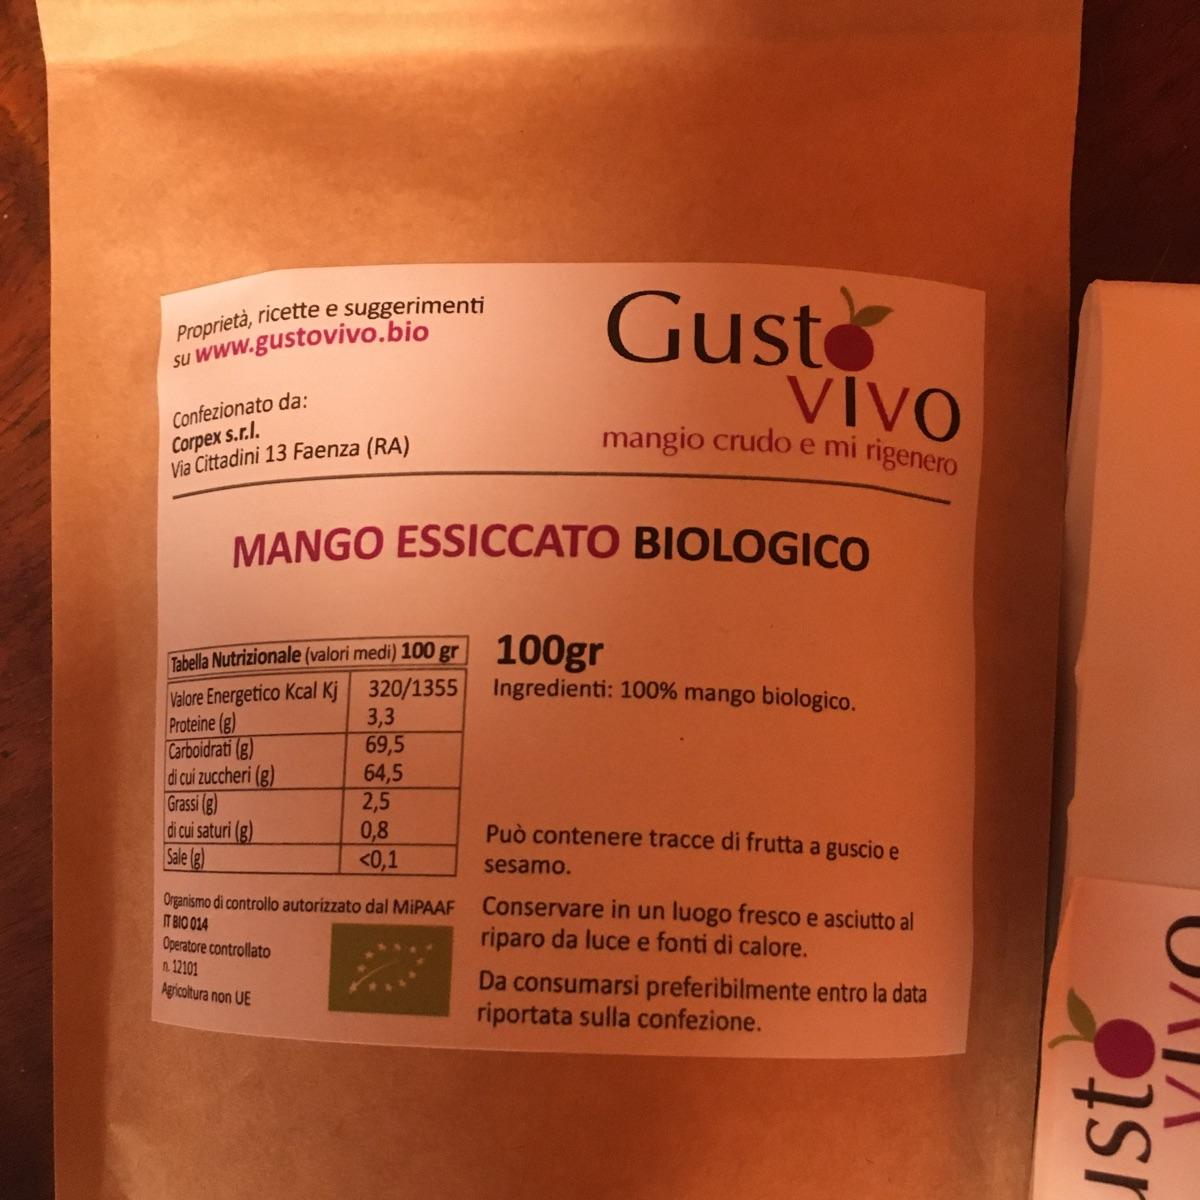 Proprietà, ricette e suggerimenti
su www.gustovivo.bio
Confezionato da:
Corpex s.r.l.
Via Cittadini 13 Faenza (RA)
Gusto
vivo
mangio crudo e mi rigenero
MANGO ESSICCATO BIOLOGICO
Tabella Nutrizionale (valori medi) 100 gr
Valore Energetico Kcal Kj 320/1355
Proteine (g) 3,3
Carboidrati (g) 69,5
di cui zuccheri (g) 64,5
Grassi (g) 2,5
di cui saturi (g) 0,8
Sale (g) <0,1
Organismo di controllo autorizzato dal MiPAAF
IT BIO 014
Operatore controllato
n. 12101
Agricoltura non UE
100gr
Ingredienti: 100% mango biologico.
Può contenere tracce di frutta a guscio e
sesamo.
Conservare in un luogo fresco e asciutto al
riparo da luce e fonti di calore.
Da consumarsi preferibilmente entro la data
riportata sulla confezione.
usto
vivo